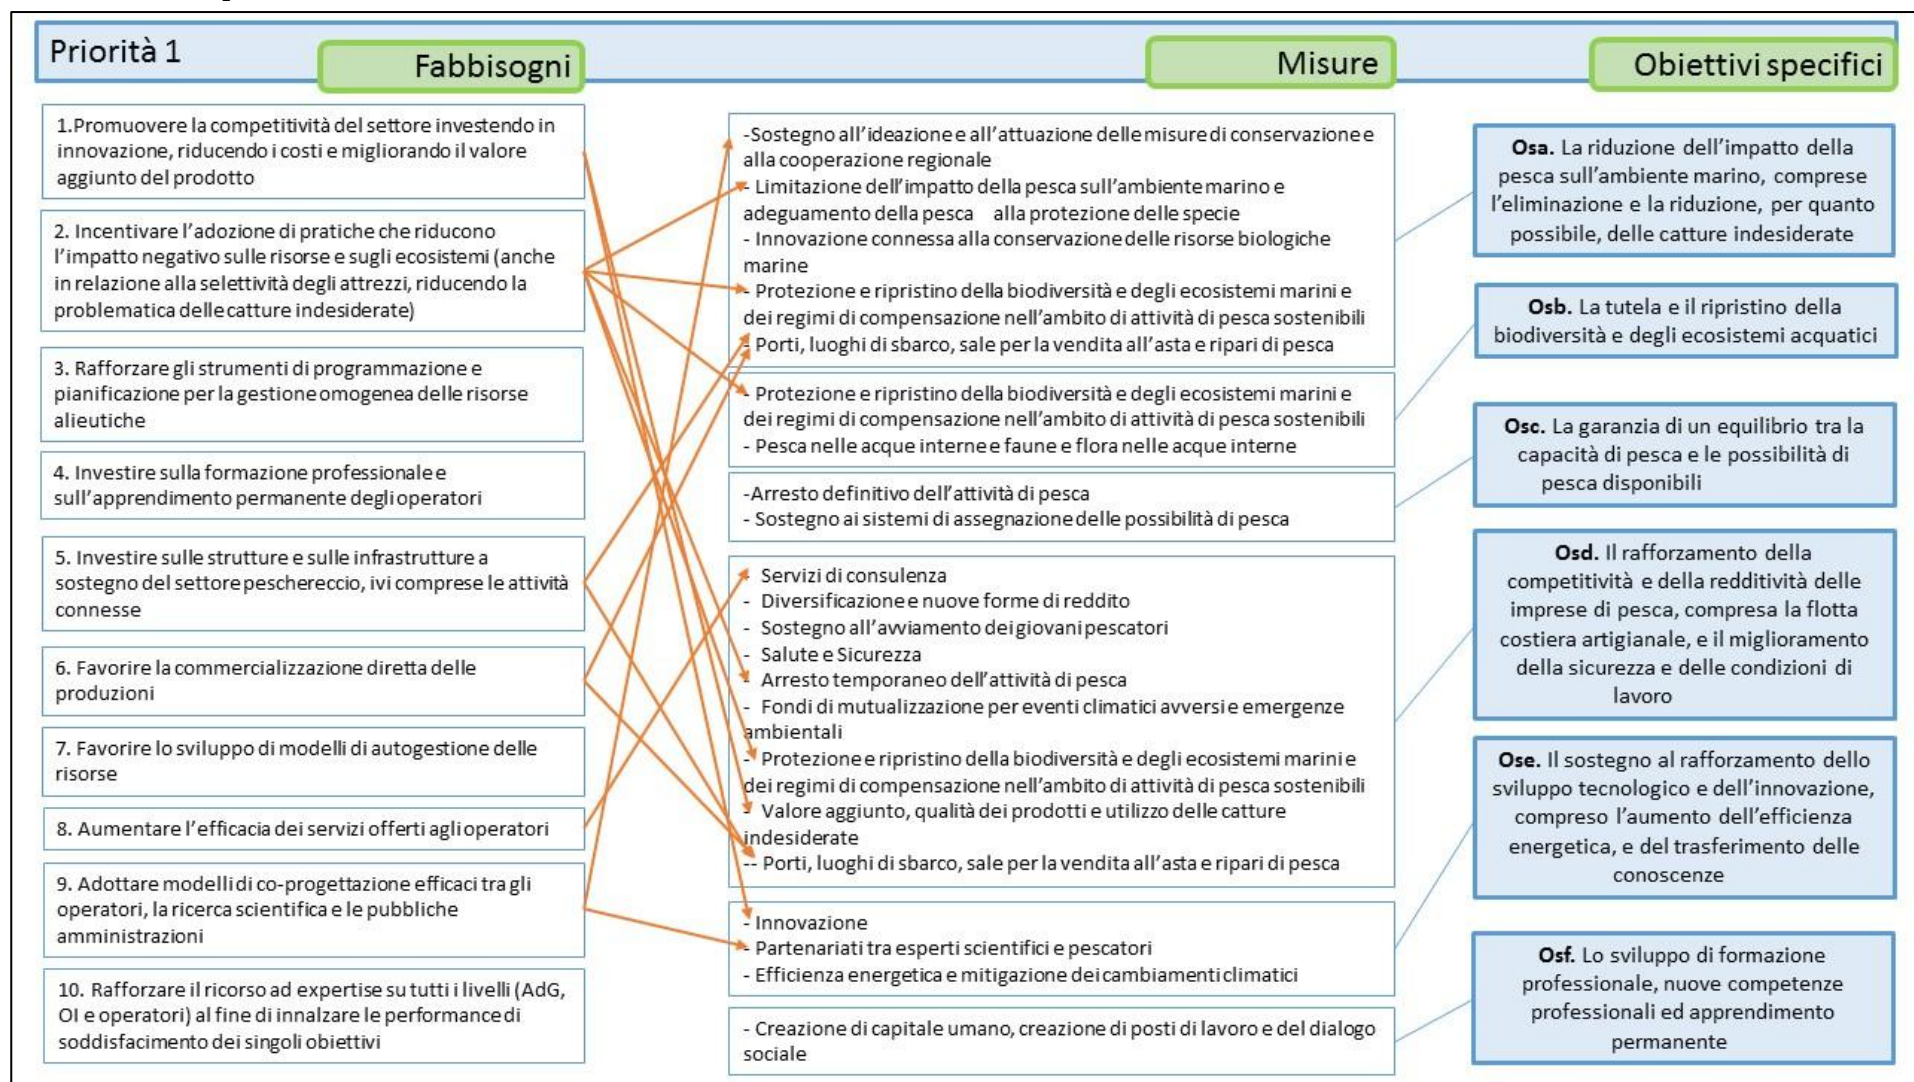 Priorità 1
Fabbisogni
Misure
Obiettivi specifici
1.Promuovere la competitività del settore investendo in
innovazione, riducendo i costi e migliorando il valore
aggiunto del prodotto
2. Incentivare l'adozione di pratiche che riducono
l'impatto negativo sulle risorse e sugli ecosistemi (anche
in relazione alla selettività degli attrezzi, riducendo la
problematica delle catture indesiderate)
3. Rafforzare gli strumenti di programmazione e
pianificazione per la gestione omogenea delle risorse
alieutiche
4. Investire sulla formazione professionale e
sull'apprendimento permanente degli operatori
5. Investire sulle strutture e sulle infrastrutture a
sostegno del settore peschereccio, ivi comprese le attività
connesse
6. Favorire la commercializzazione diretta delle
produzioni
7. Favorire lo sviluppo di modelli di autogestione delle
risorse
8. Aumentare l'efficacia dei servizi offerti agli operatori
9. Adottare modelli di co-progettazione efficaci tra gli
operatori, la ricerca scientifica e le pubbliche
amministrazioni
10. Rafforzare il ricorso ad expertise su tutti i livelli (AdG,
OI e operatori) al fine di innalzare le performance di
soddisfacimento dei singoli obiettivi
-Sostegno all'ideazione e all'attuazione delle misure di conservazione e
alla cooperazione regionale
- Limitazione dell'impatto della pesca sull'ambiente marino e
adeguamento della pesca alla protezione delle specie
- Innovazione connessa alla conservazione delle risorse biologiche
marine
- Protezione e ripristino della biodiversità e degli ecosistemi marini e
dei regimi di compensazione nell'ambito di attività di pesca sostenibili
- Porti, luoghi di sbarco, sale per la vendita all'asta e ripari di pesca
- Protezione e ripristino della biodiversità e degli ecosistemi marini e
dei regimi di compensazione nell'ambito di attività di pesca sostenibili
- Pesca nelle acque interne e faune e flora nelle acque interne
-Arresto definitivo dell'attività di pesca
- Sostegno ai sistemi di assegnazione delle possibilità di pesca
- Servizi di consulenza
- Diversificazione e nuove forme di reddito
- Sostegno all'avviamento dei giovani pescatori
- Salute e Sicurezza
- Arresto temporaneo dell'attività di pesca
- Fondi di mutualizzazione per eventi climatici avversi e emergenze
ambientali
- Protezione e ripristino della biodiversità e degli ecosistemi marini e
dei regimi di compensazione nell'ambito di attività di pesca sostenibili
- Valore aggiunto, qualità dei prodotti e utilizzo delle catture
indesiderate
-- Porti, luoghi di sbarco, sale per la vendita all'asta e ripari di pesca
- Innovazione
- Partenariati tra esperti scientifici e pescatori
- Efficienza energetica e mitigazione dei cambiamenti climatici
- Creazione di capitale umano, creazione di posti di lavoro e del dialogo
sociale
Osa. La riduzione dell'impatto della
pesca sull'ambiente marino, comprese
l'eliminazione e la riduzione, per quanto
possibile, delle catture indesiderate
Osb. La tutela e il ripristino della
biodiversità e degli ecosistemi acquatici
Osc. La garanzia di un equilibrio tra la
capacità di pesca e le possibilità di
pesca disponibili
Osd. Il rafforzamento della
competitività e della redditività delle
imprese di pesca, compresa la flotta
costiera artigianale, e il miglioramento
della sicurezza e delle condizioni di
lavoro
Ose. Il sostegno al rafforzamento dello
sviluppo tecnologico e dell'innovazione,
compreso l'aumento dell'efficienza
energetica, e del trasferimento delle
conoscenze
Osf. Lo sviluppo di formazione
professionale, nuove competenze
professionali ed apprendimento
permanente